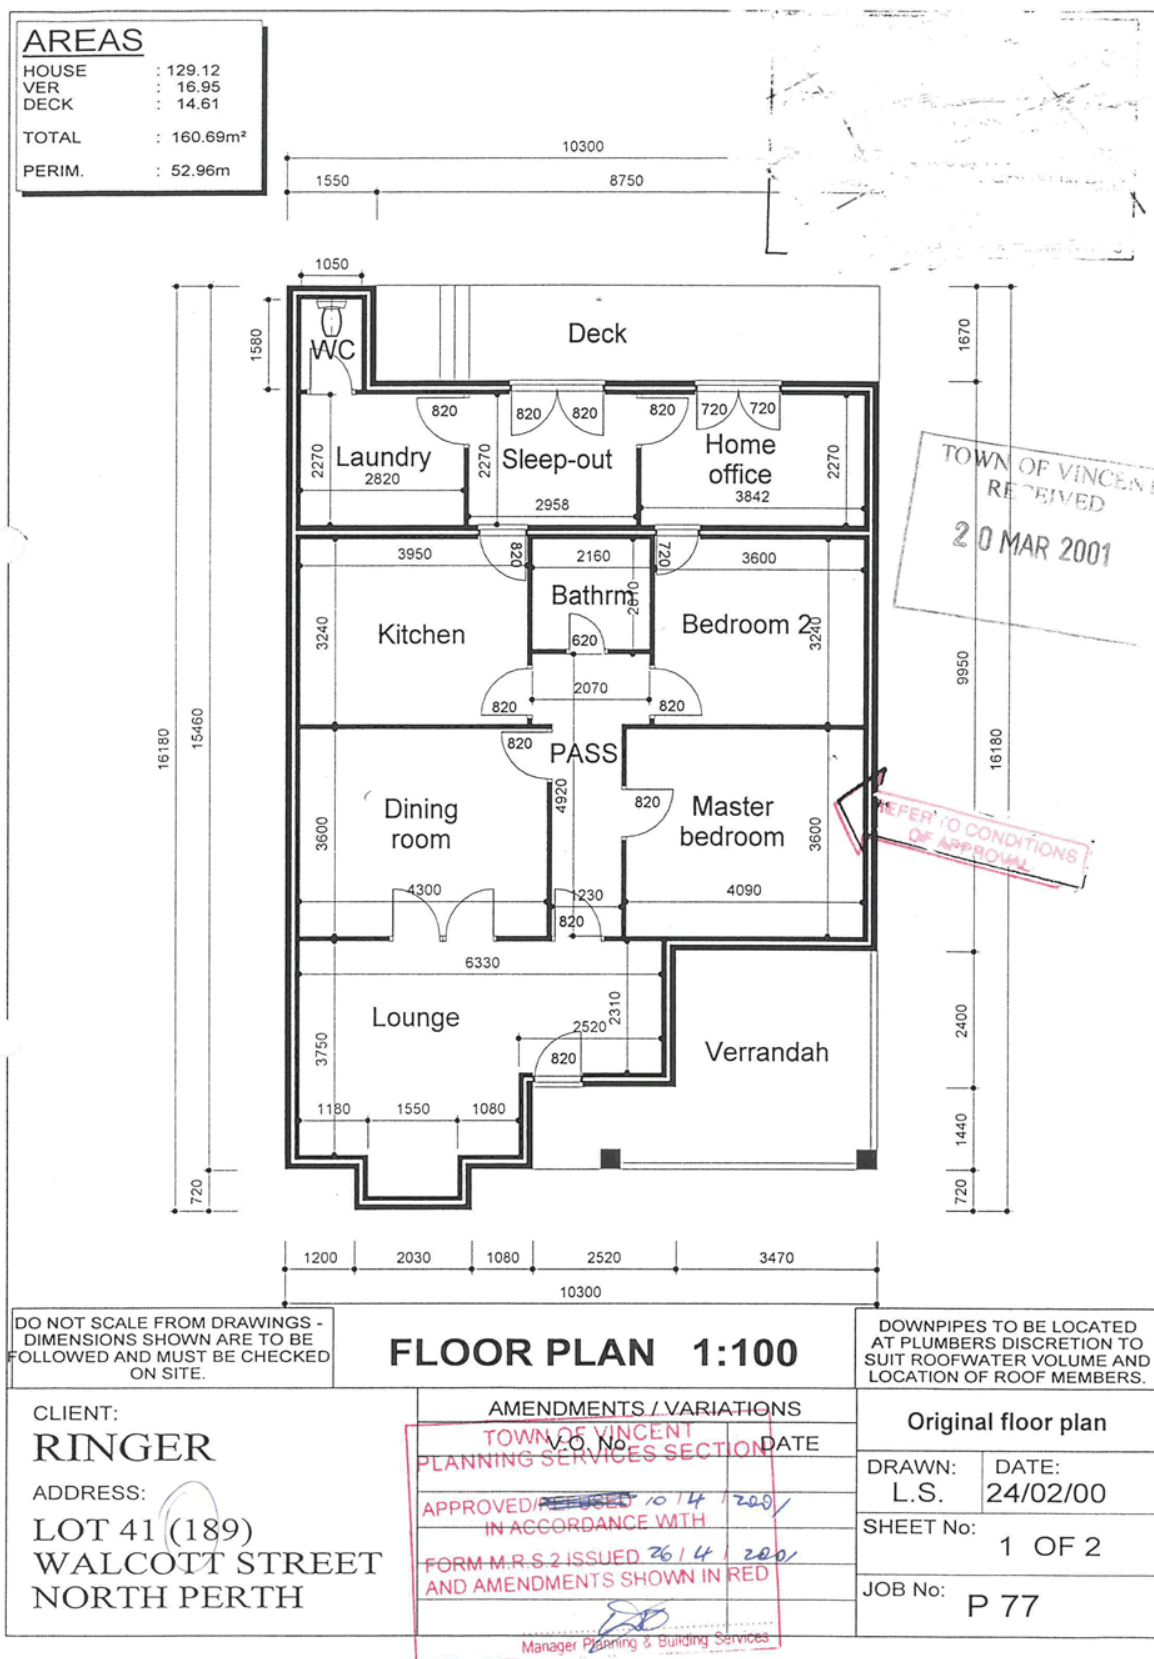 AREAS
HOUSE : 129.12
VER : 16.95
DECK : 14.61
TOTAL : 160.69m²
PERIM. : 52.96m
10300
1550 8750
1050
1580
WC
Deck
1670
820 820 820 820 720 720
Laundry
2270
2820
Sleep-out
2270
2958
Home
office
2270
3842
TOWN OF VINCENT
RECEIVED
20 MAR 2001
3950 820 2160 720 3600
Bathrm
2010
620
Kitchen
3240
Bedroom 2
3240
9950
2070
820 820
820
PASS
4920
16180
15460
16180
Dining
room
3600
820
Master
bedroom
3600
REFER TO CONDITIONS
OF APPROVAL
4300 1230 4090
820
6330
Lounge
2310
2520
820
3750
Verrandah
2400
1180 1550 1080
1440
720
720
1200 2030 1080 2520 3470
10300
DO NOT SCALE FROM DRAWINGS -
DIMENSIONS SHOWN ARE TO BE
FOLLOWED AND MUST BE CHECKED
ON SITE.
FLOOR PLAN 1:100
DOWNPIPES TO BE LOCATED
AT PLUMBERS DISCRETION TO
SUIT ROOFWATER VOLUME AND
LOCATION OF ROOF MEMBERS.
CLIENT:
RINGER
ADDRESS:
LOT 41 (189)
WALCOTT STREET
NORTH PERTH
AMENDMENTS / VARIATIONS
V.O. No. DATE
TOWN OF VINCENT
PLANNING SERVICES SECTION
APPROVED/REFUSED 10 / 4 / 2001
IN ACCORDANCE WITH
FORM M.R.S.2 ISSUED 26 / 4 / 2001
AND AMENDMENTS SHOWN IN RED
Manager Planning & Building Services
Original floor plan
DRAWN:
L.S.
DATE:
24/02/00
SHEET No:
1 OF 2
JOB No:
P 77